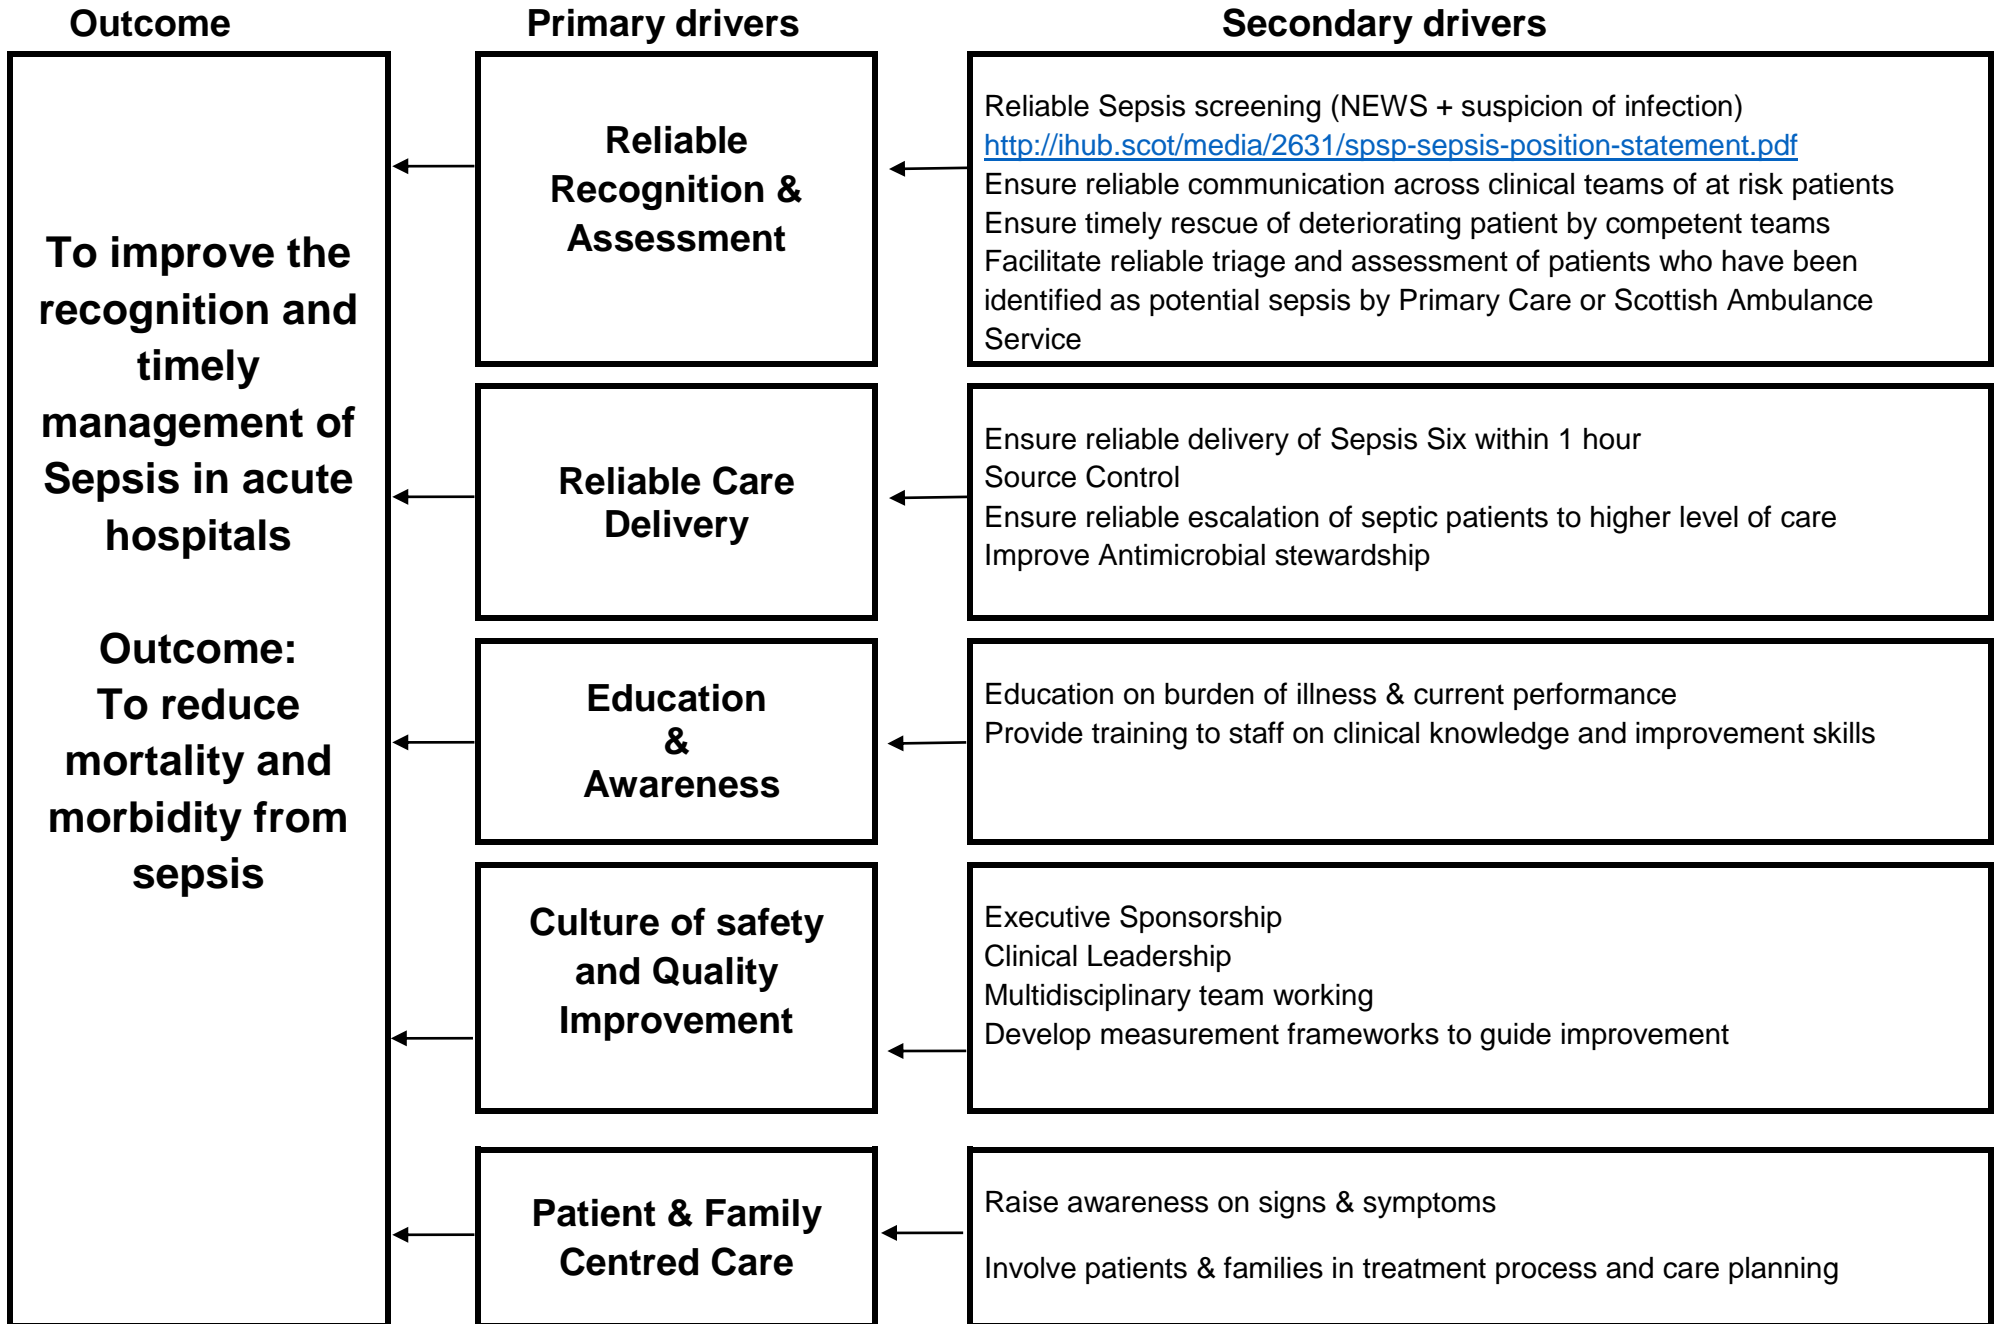 Outcome
Primary drivers
Secondary drivers
To improve the
recognition and
timely
management of
Sepsis in acute
hospitals
Outcome:
To reduce
mortality and
morbidity from
sepsis
Reliable
Recognition &
Assessment
Reliable Sepsis screening (NEWS + suspicion of infection)
http://ihub.scot/media/2631/spsp-sepsis-position-statement.pdf
Ensure reliable communication across clinical teams of at risk patients
Ensure timely rescue of deteriorating patient by competent teams
Facilitate reliable triage and assessment of patients who have been
identified as potential sepsis by Primary Care or Scottish Ambulance
Service
Reliable Care
Delivery
Ensure reliable delivery of Sepsis Six within 1 hour
Source Control
Ensure reliable escalation of septic patients to higher level of care
Improve Antimicrobial stewardship
Education
&
Awareness
Education on burden of illness & current performance
Provide training to staff on clinical knowledge and improvement skills
Culture of safety
and Quality
Improvement
Executive Sponsorship
Clinical Leadership
Multidisciplinary team working
Develop measurement frameworks to guide improvement
Patient & Family
Centred Care
Raise awareness on signs & symptoms
Involve patients & families in treatment process and care planning